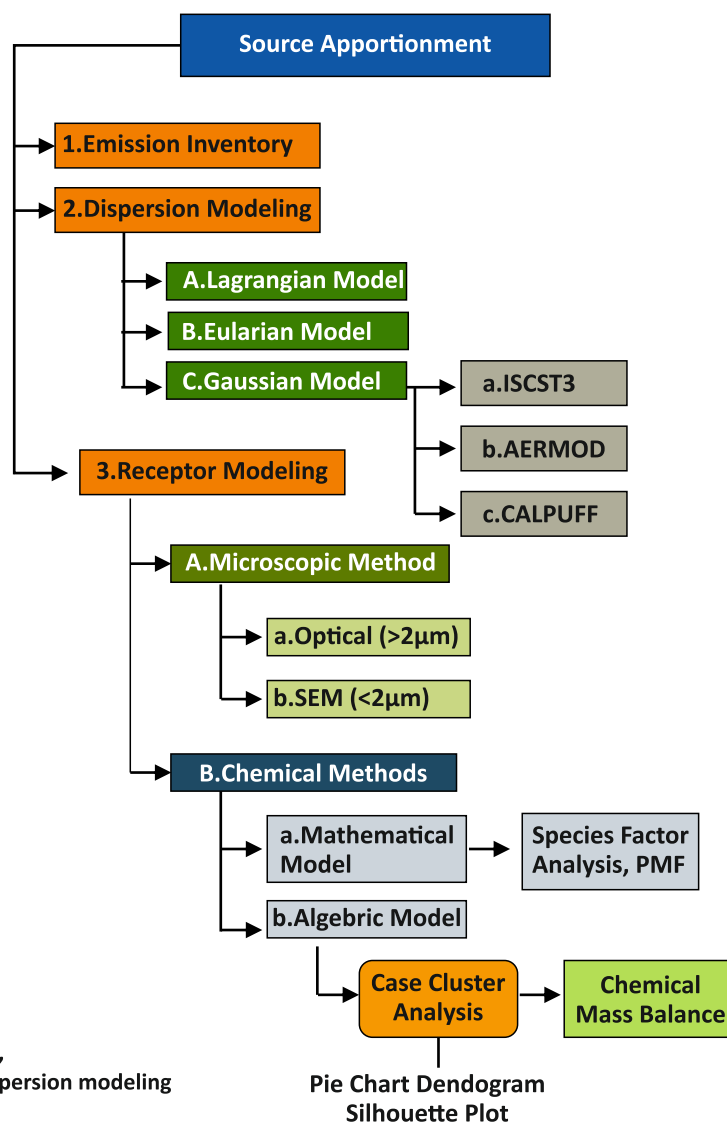 Source Apportionment
1.Emission Inventory
2.Dispersion Modeling
A.Lagrangian Model
B.Eularian Model
C.Gaussian Model
a.ISCST3
b.AERMOD
c.CALPUFF
3.Receptor Modeling
A.Microscopic Method
a.Optical (>2μm)
b.SEM (<2μm)
B.Chemical Methods
a.Mathematical
Model
Species Factor
Analysis, PMF
b.Algebric Model
Case Cluster
Analysis
Chemical
Mass Balance
Pie Chart Dendogram
Silhouette Plot
persion modeling